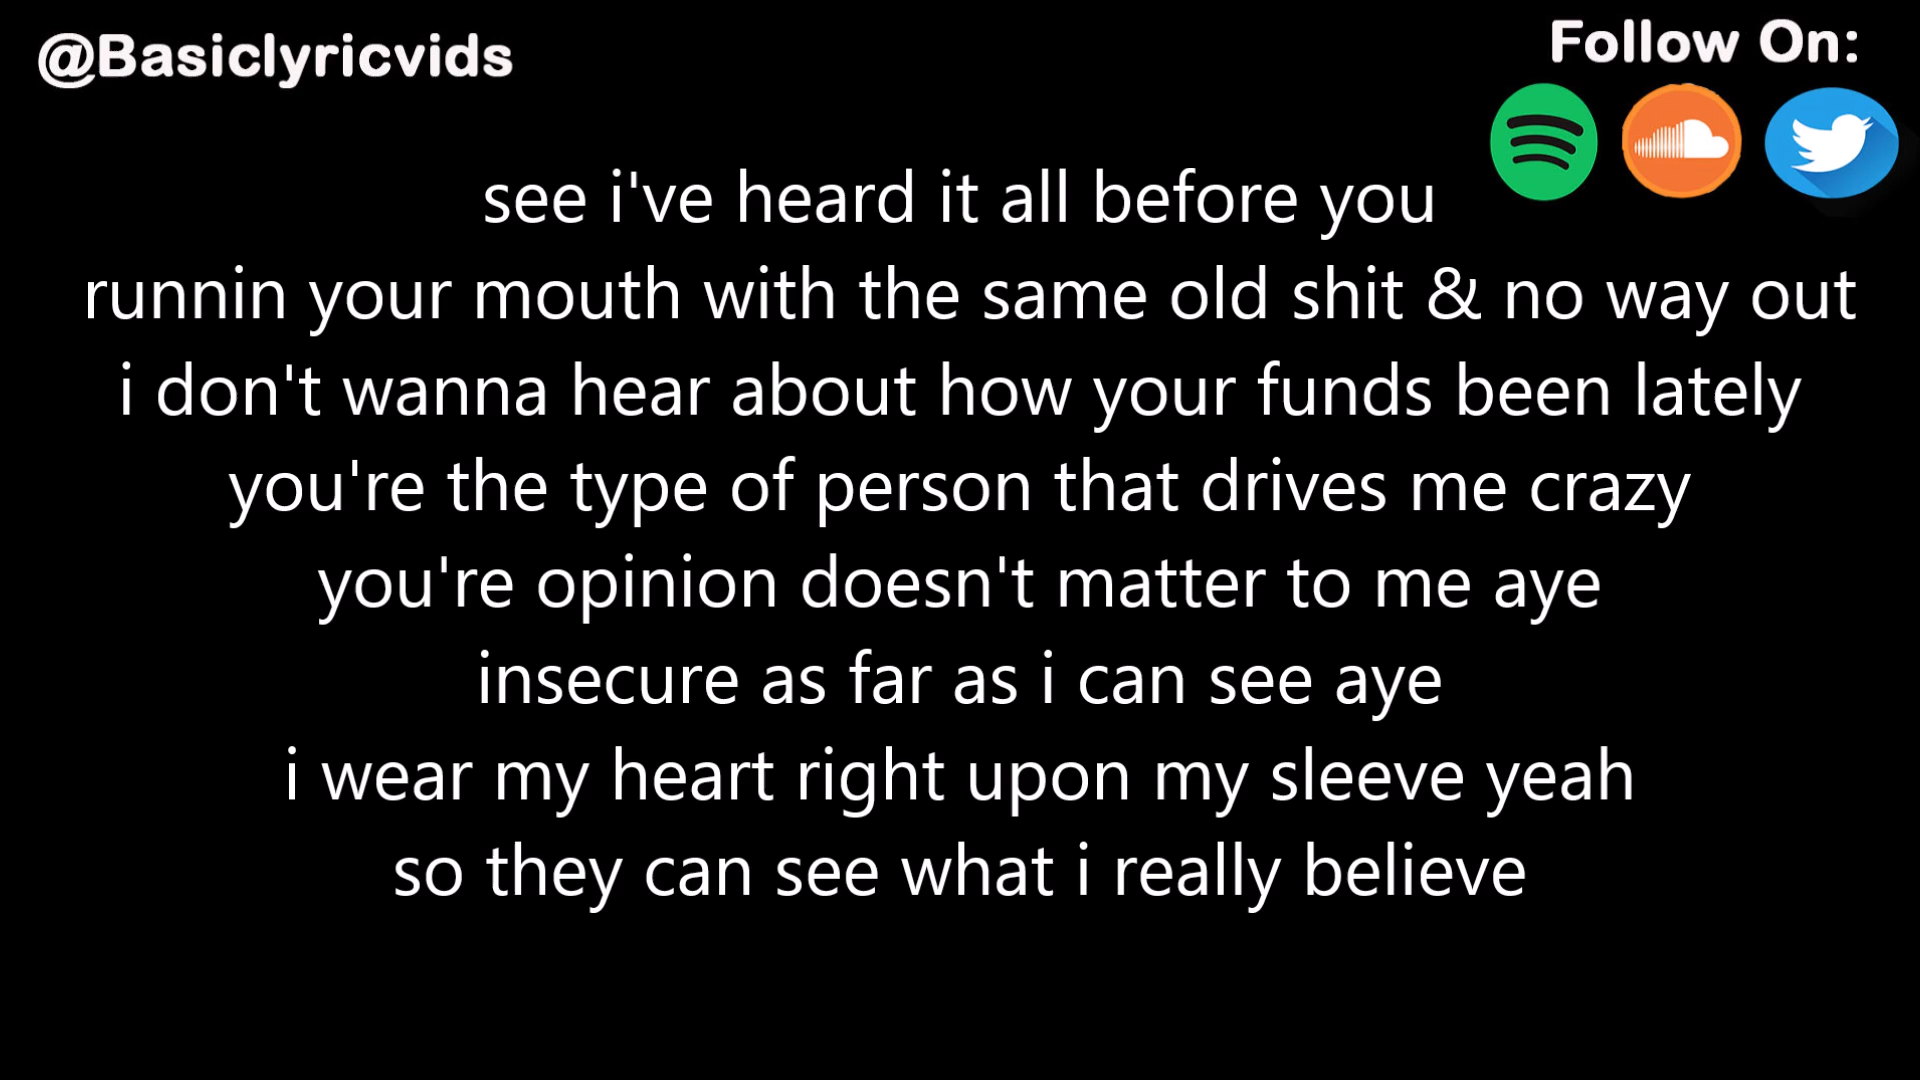 @Basiclyricvids
Follow On:
see i've heard it all before you
runnin your mouth with the same old shit & no way out
i don't wanna hear about how your funds been lately
you're the type of person that drives me crazy
you're opinion doesn't matter to me aye
insecure as far as i can see aye
i wear my heart right upon my sleeve yeah
so they can see what i really believe